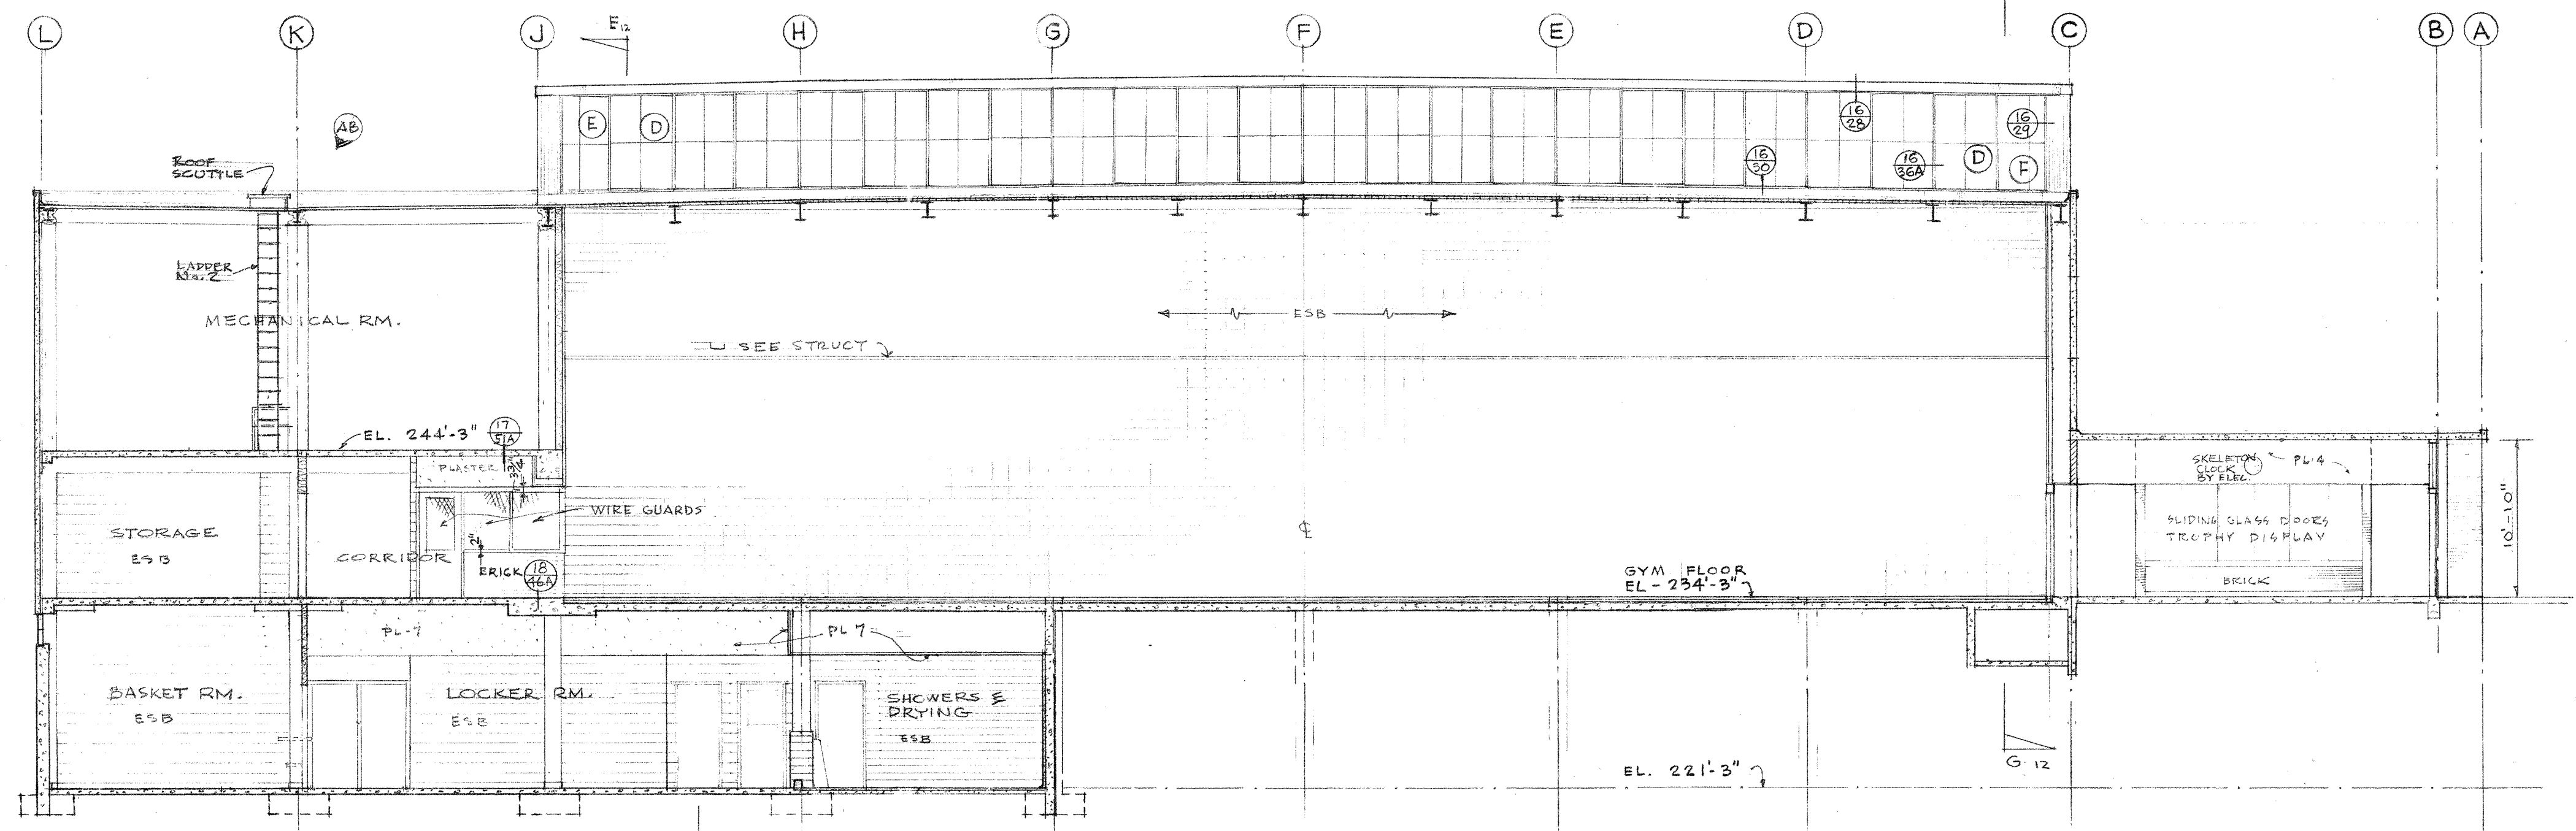 L K J H G F E D C B A
E 12
AB
E D
16 28
16 29
16 30
16 36A
D F
ROOF
SCUTTLE
LADDER
No. 2
MECHANICAL RM.
ESB
⊔ SEE STRUCT
EL. 244'-3"
17 51A
PLASTER
WIRE GUARDS
STORAGE
ESB
CORRIDOR
2"
BRICK
18 46A
℄
GYM FLOOR
EL - 234'-3"
SKELETON
CLOCK
BY ELEC.
PL-4
SLIDING GLASS DOORS
TROPHY DISPLAY
BRICK
10'-10"
PL-7
PL 7
BASKET RM.
ESB
LOCKER RM.
ESB
SHOWERS &
DRYING
ESB
G 12
EL. 221'-3"